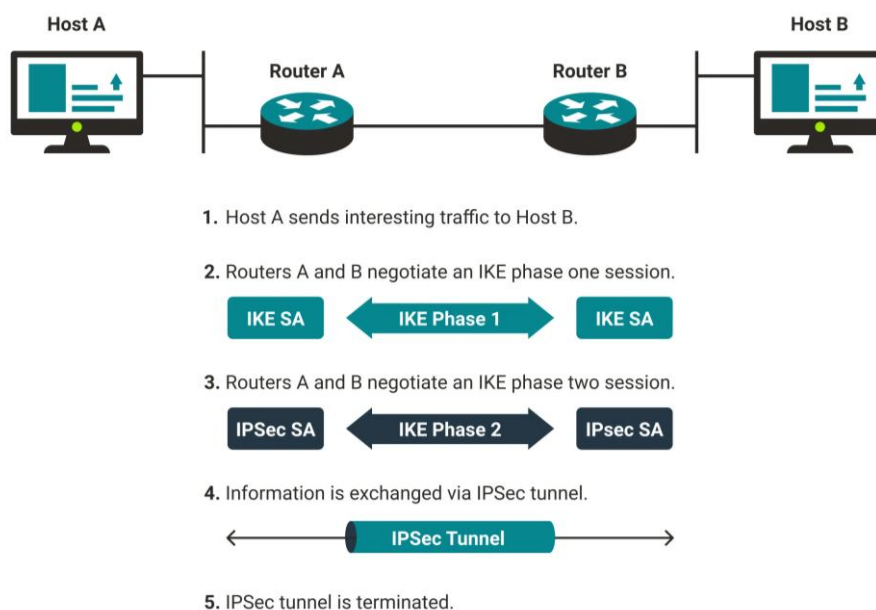 Host A
Host B
Router A
Router B
1. Host A sends interesting traffic to Host B.
2. Routers A and B negotiate an IKE phase one session.
IKE SA
IKE Phase 1
IKE SA
3. Routers A and B negotiate an IKE phase two session.
IPSec SA
IKE Phase 2
IPsec SA
4. Information is exchanged via IPSec tunnel.
IPSec Tunnel
5. IPSec tunnel is terminated.